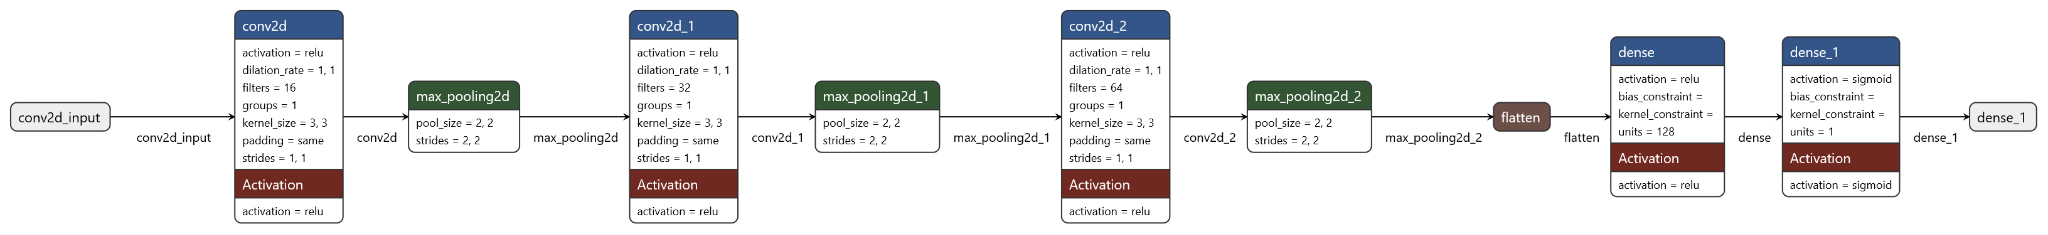 conv2d_input
conv2d_input
conv2d
activation = relu
dilation_rate = 1, 1
filters = 16
groups = 1
kernel_size = 3, 3
padding = same
strides = 1, 1
Activation
activation = relu
conv2d
max_pooling2d
pool_size = 2, 2
strides = 2, 2
max_pooling2d
conv2d_1
activation = relu
dilation_rate = 1, 1
filters = 32
groups = 1
kernel_size = 3, 3
padding = same
strides = 1, 1
Activation
activation = relu
conv2d_1
max_pooling2d_1
pool_size = 2, 2
strides = 2, 2
max_pooling2d_1
conv2d_2
activation = relu
dilation_rate = 1, 1
filters = 64
groups = 1
kernel_size = 3, 3
padding = same
strides = 1, 1
Activation
activation = relu
conv2d_2
max_pooling2d_2
pool_size = 2, 2
strides = 2, 2
max_pooling2d_2
flatten
flatten
dense
activation = relu
bias_constraint =
kernel_constraint =
units = 128
Activation
activation = relu
dense
dense_1
activation = sigmoid
bias_constraint =
kernel_constraint =
units = 1
Activation
activation = sigmoid
dense_1
dense_1